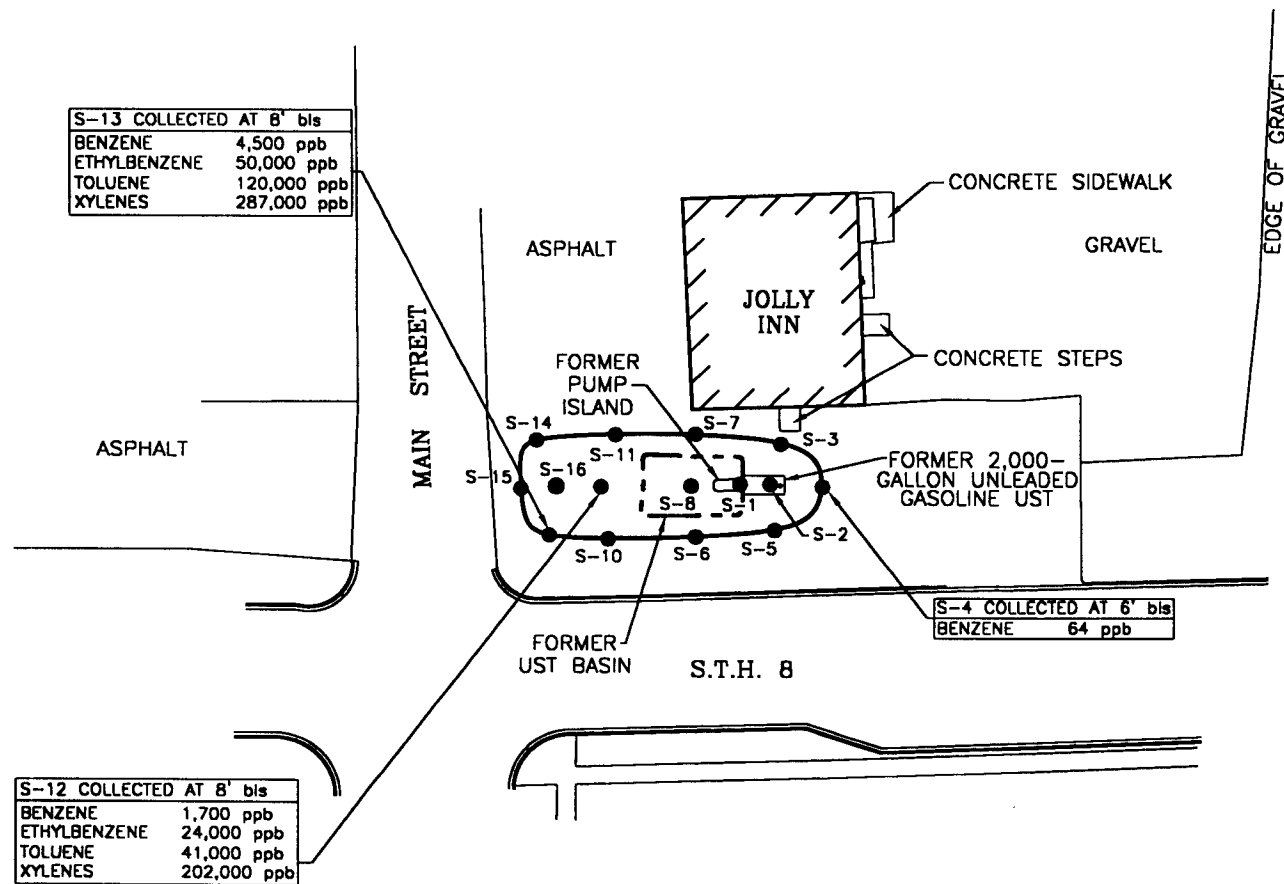 S-13 COLLECTED AT 8' bls
BENZENE 4,500 ppb
ETHYLBENZENE 50,000 ppb
TOLUENE 120,000 ppb
XYLENES 287,000 ppb
EDGE OF GRAVEL
CONCRETE SIDEWALK
ASPHALT
GRAVEL
JOLLY
INN
MAIN STREET
CONCRETE STEPS
FORMER
PUMP
ISLAND
ASPHALT
S-14
S-7
S-3
S-11
S-15
S-16
S-8
S-1
FORMER 2,000-
GALLON UNLEADED
GASOLINE UST
S-2
S-10
S-6
S-5
S-4 COLLECTED AT 6' bls
BENZENE 64 ppb
FORMER
UST BASIN
S.T.H. 8
S-12 COLLECTED AT 8' bls
BENZENE 1,700 ppb
ETHYLBENZENE 24,000 ppb
TOLUENE 41,000 ppb
XYLENES 202,000 ppb